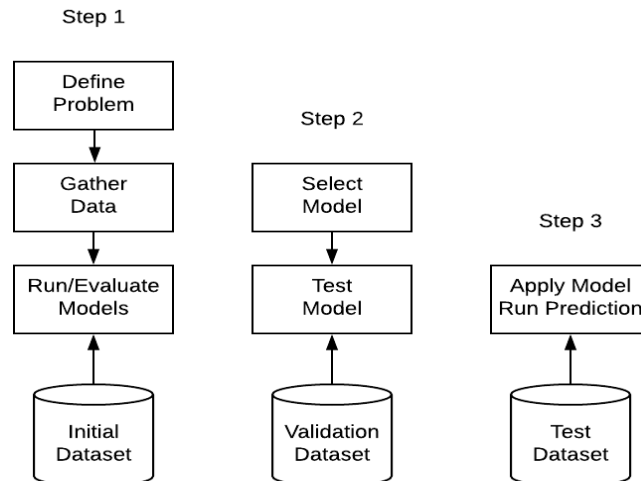 Step 1
Define
Problem
Gather
Data
Run/Evaluate
Models
Initial
Dataset
Step 2
Select
Model
Test
Model
Validation
Dataset
Step 3
Apply Model
Run Prediction
Test
Dataset